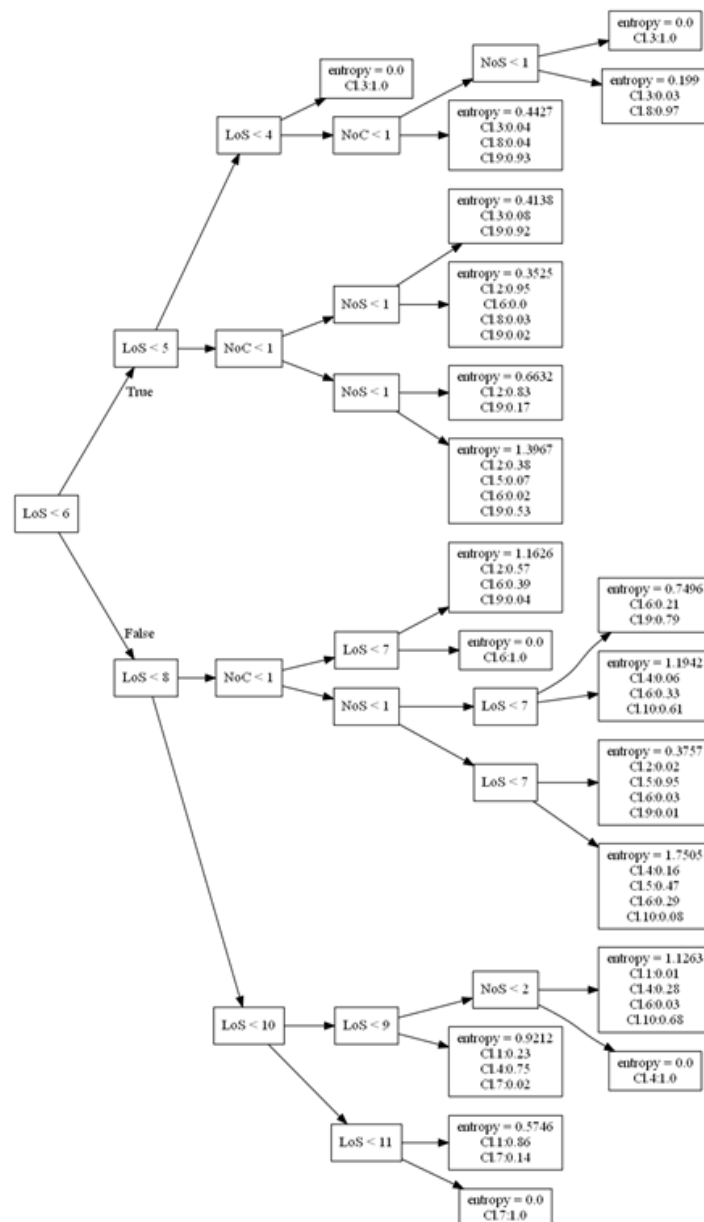 entropy = 0.0
Cl.3:1.0
NoS < 1
entropy = 0.0
Cl.3:1.0
entropy = 0.199
Cl.3:0.03
Cl.8:0.97
LoS < 4
NoC < 1
entropy = 0.4427
Cl.3:0.04
Cl.8:0.04
Cl.9:0.93
entropy = 0.4138
Cl.3:0.08
Cl.9:0.92
NoS < 1
entropy = 0.3525
Cl.2:0.95
Cl.6:0.0
Cl.8:0.03
Cl.9:0.02
LoS < 5
NoC < 1
True
NoS < 1
entropy = 0.6632
Cl.2:0.83
Cl.9:0.17
entropy = 1.3967
Cl.2:0.38
Cl.5:0.07
Cl.6:0.02
Cl.9:0.53
LoS < 6
entropy = 1.1626
Cl.2:0.57
Cl.6:0.39
Cl.9:0.04
False
LoS < 7
entropy = 0.0
Cl.6:1.0
entropy = 0.7496
Cl.6:0.21
Cl.9:0.79
LoS < 8
NoC < 1
NoS < 1
LoS < 7
entropy = 1.1942
Cl.4:0.06
Cl.6:0.33
Cl.10:0.61
LoS < 7
entropy = 0.3757
Cl.2:0.02
Cl.5:0.95
Cl.6:0.03
Cl.9:0.01
entropy = 1.7505
Cl.4:0.16
Cl.5:0.47
Cl.6:0.29
Cl.10:0.08
NoS < 2
entropy = 1.1263
Cl.1:0.01
Cl.4:0.28
Cl.6:0.03
Cl.10:0.68
LoS < 10
LoS < 9
entropy = 0.9212
Cl.1:0.23
Cl.4:0.75
Cl.7:0.02
entropy = 0.0
Cl.4:1.0
LoS < 11
entropy = 0.5746
Cl.1:0.86
Cl.7:0.14
entropy = 0.0
Cl.7:1.0